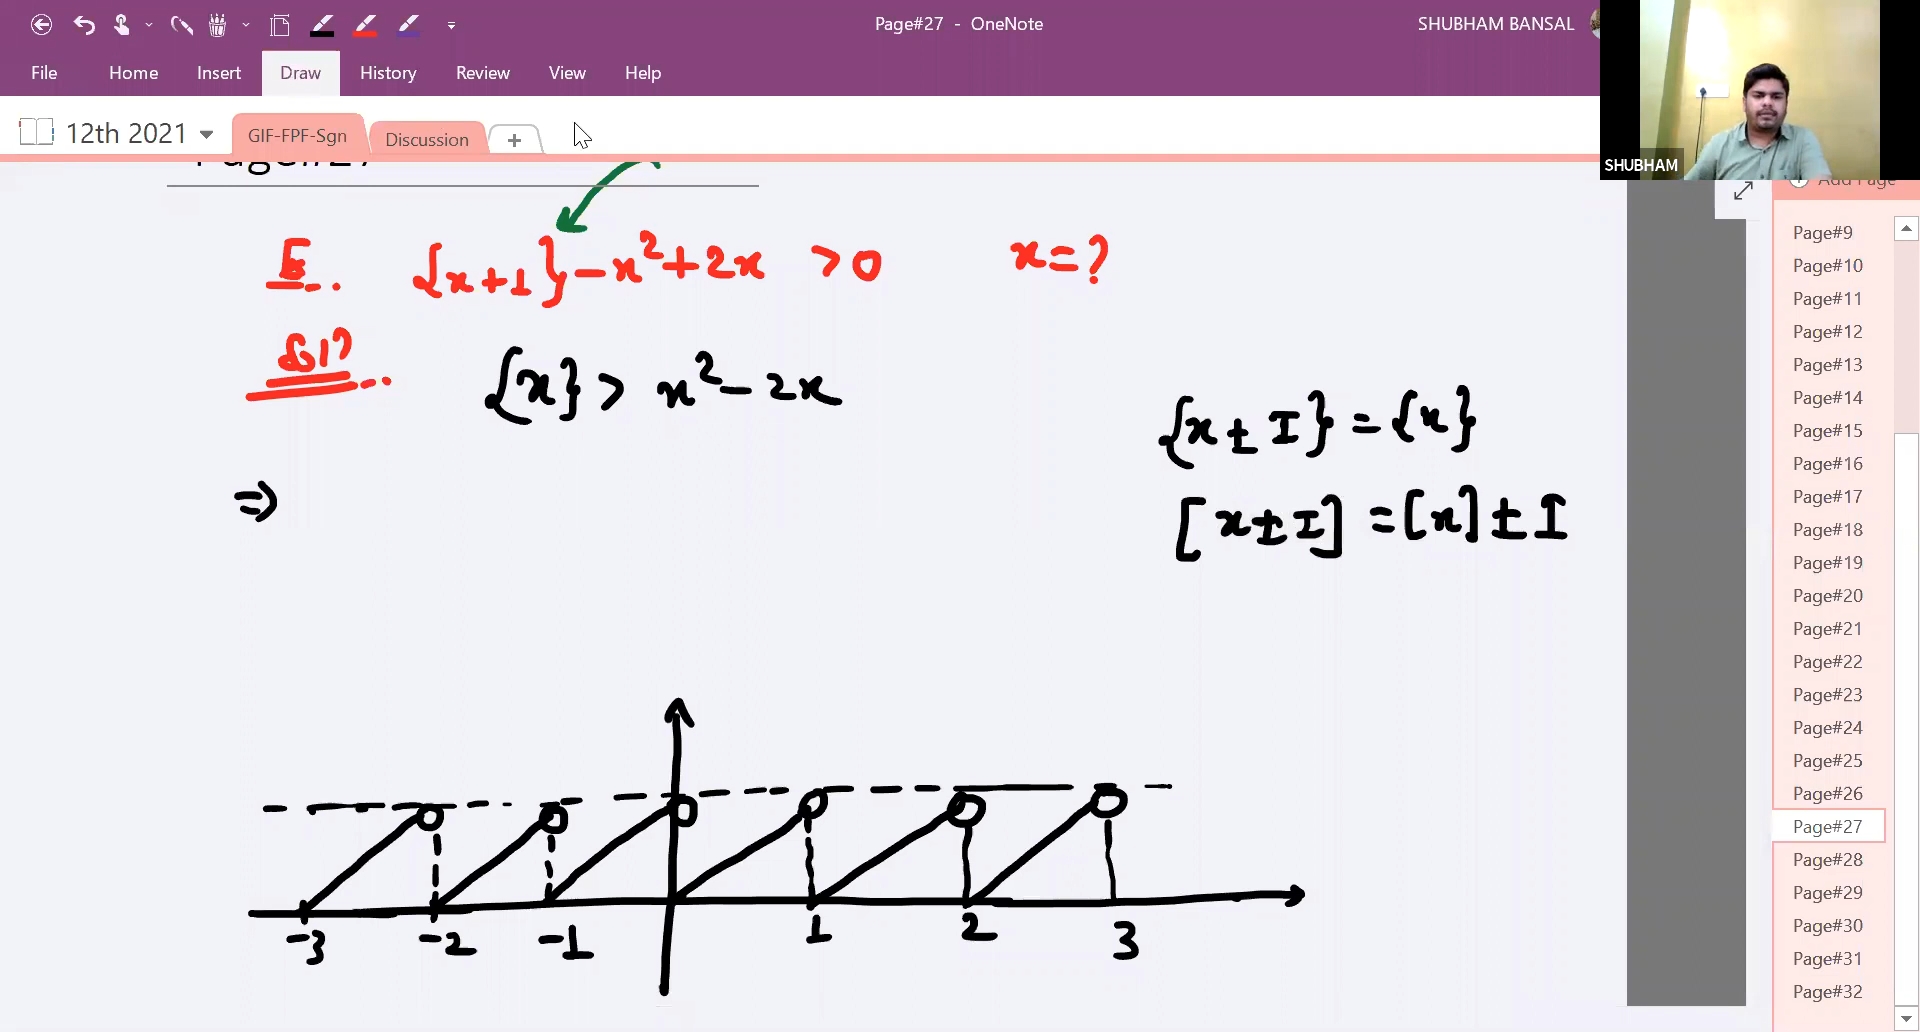 Page#27 - OneNote
SHUBHAM BANSAL
File Home Insert Draw History Review View Help
12th 2021 GIF-FPF-Sgn Discussion +
SHUBHAM
Page#27
Add Page
E. {x+1}-x²+2x >0 x=?
Sol?
{x} > x²-2x
{x±I}={x}
⇒
[x±I]=[x]±I
-3 -2 -1 1 2 3
Page#9
Page#10
Page#11
Page#12
Page#13
Page#14
Page#15
Page#16
Page#17
Page#18
Page#19
Page#20
Page#21
Page#22
Page#23
Page#24
Page#25
Page#26
Page#27
Page#28
Page#29
Page#30
Page#31
Page#32